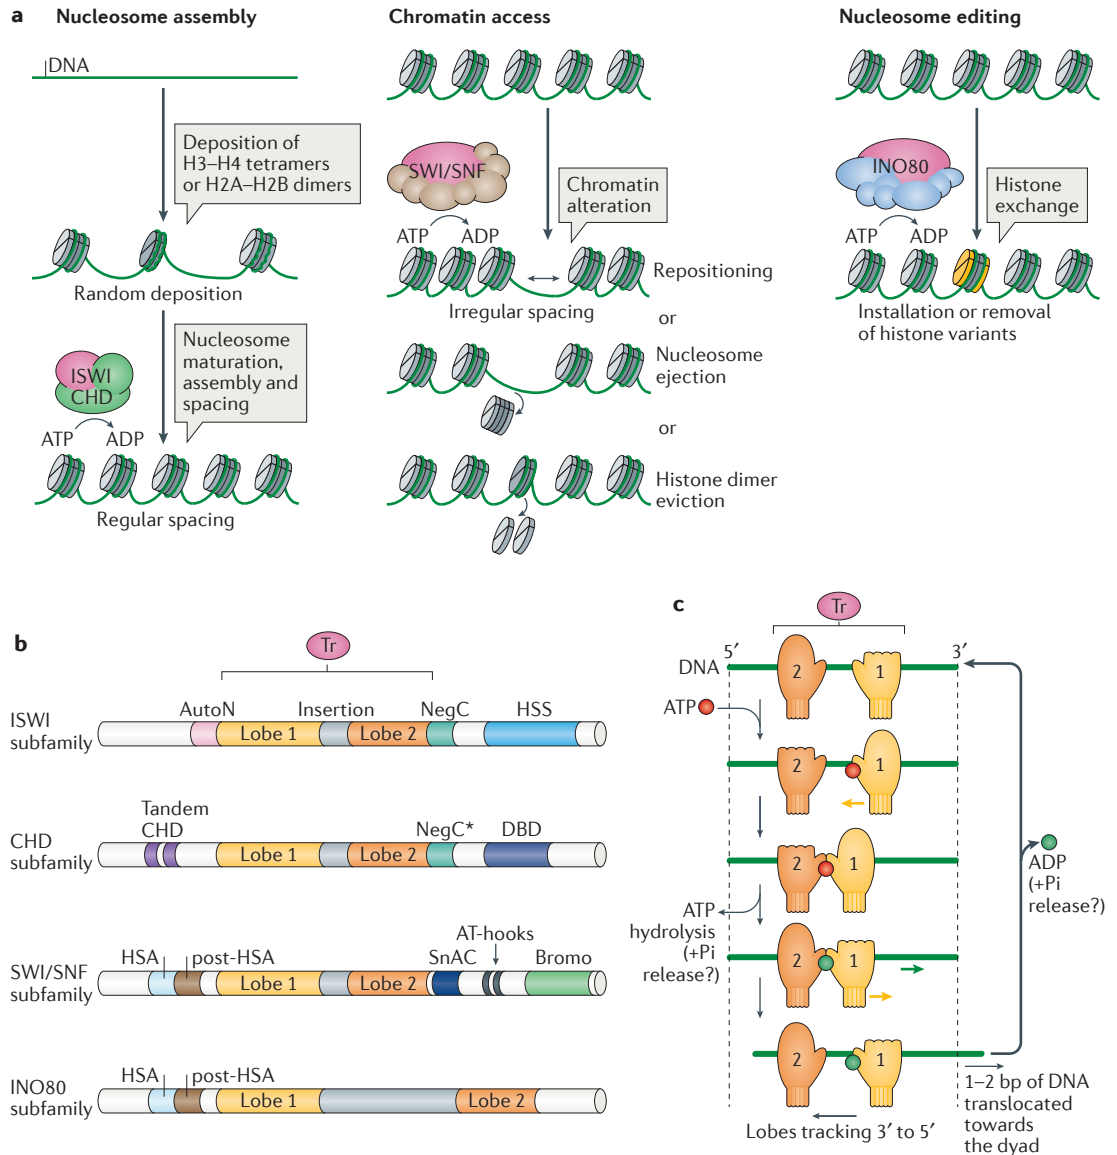 a
Nucleosome assembly
DNA
Deposition of
H3–H4 tetramers
or H2A–H2B dimers
Random deposition
Nucleosome
maturation,
assembly and
spacing
ISWI
CHD
ATP
ADP
Regular spacing
Chromatin access
SWI/SNF
Chromatin
alteration
ATP
ADP
Repositioning
Irregular spacing
or
Nucleosome
ejection
or
Histone dimer
eviction
Nucleosome editing
INO80
Histone
exchange
ATP
ADP
Installation or removal
of histone variants
b
Tr
ISWI
subfamily
AutoN
Insertion
NegC
HSS
Lobe 1
Lobe 2
CHD
subfamily
Tandem
CHD
NegC*
DBD
Lobe 1
Lobe 2
SWI/SNF
subfamily
HSA
post-HSA
SnAC
AT-hooks
Bromo
Lobe 1
Lobe 2
INO80
subfamily
HSA
post-HSA
Lobe 1
Lobe 2
c
Tr
5′
3′
DNA
2
1
ATP
2
1
2
1
ATP
hydrolysis
(+Pi
release?)
2
1
ADP
(+Pi
release?)
2
1
1–2 bp of DNA
translocated
towards
the dyad
Lobes tracking 3′ to 5′